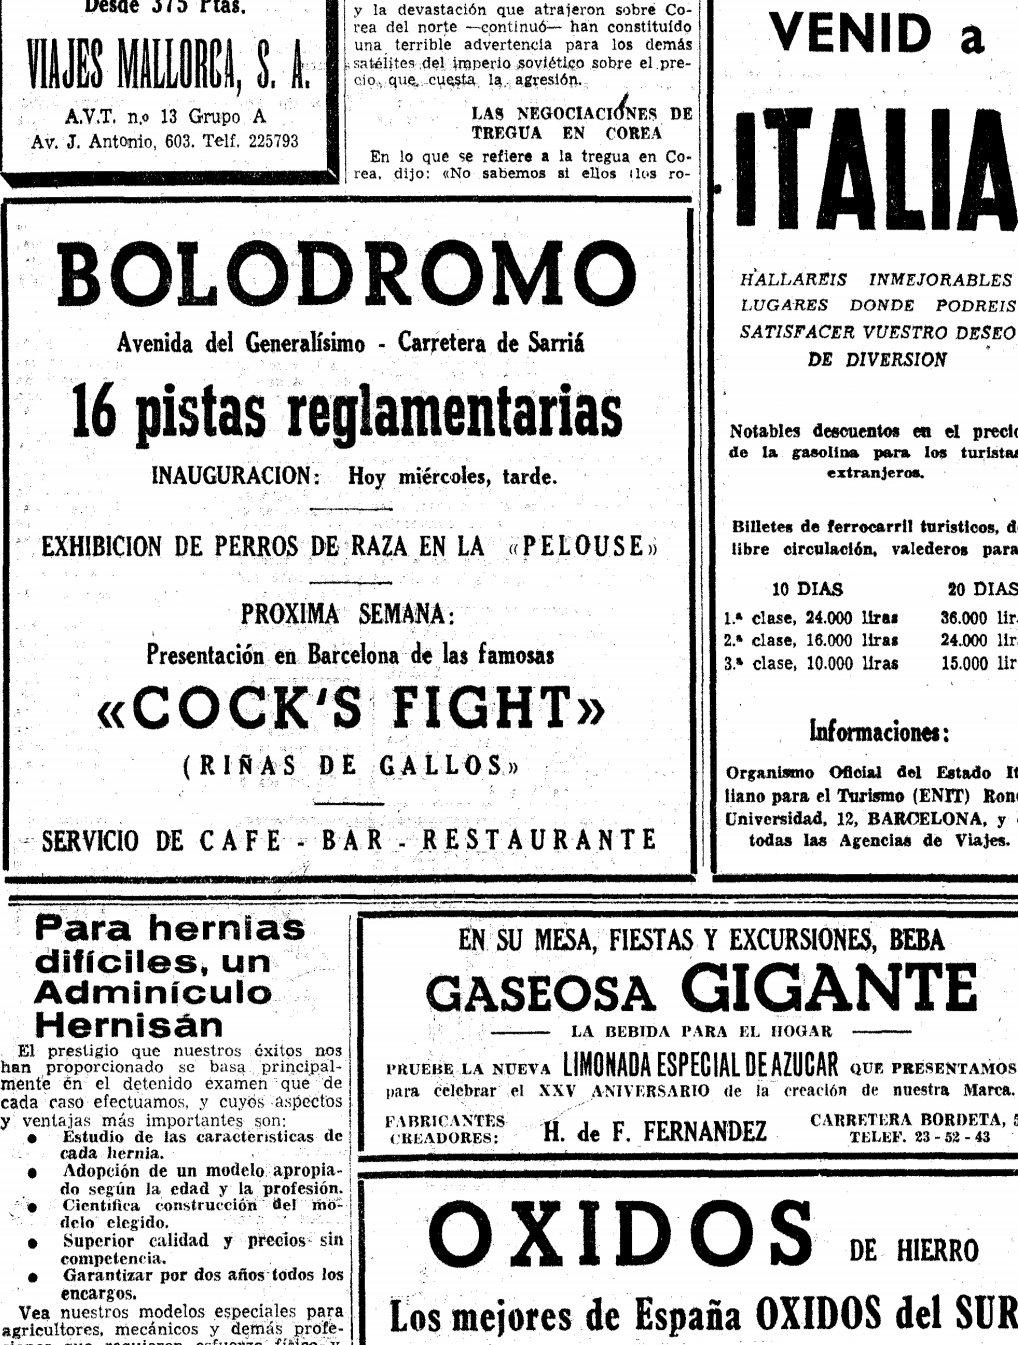 Desde 375 Ptas.
VIAJES MALLORCA, S. A.
A.V.T. n.º 13 Grupo A
Av. J. Antonio, 603. Telf. 225793
y la devastación que atrajeron sobre Co-
rea del norte —continuó— han constituído
una terrible advertencia para los demás
satélites del imperio soviético sobre el pre-
cio que cuesta la agresión.
LAS NEGOCIACIONES DE
TREGUA EN COREA
En lo que se refiere a la tregua en Co-
rea, dijo: «No sabemos si ellos (los ro-
VENID a
ITALIA
HALLAREIS INMEJORABLES
LUGARES DONDE PODREIS
SATISFACER VUESTRO DESEO
DE DIVERSION
Notables descuentos en el precio
de la gasolina para los turistas
extranjeros.
Billetes de ferrocarril turísticos, d
libre circulación, valederos para
10 DIAS 20 DIAS
1.ª clase, 24.000 liras 36.000 lir
2.ª clase, 16.000 liras 24.000 lir
3.ª clase, 10.000 liras 15.000 lir
Informaciones:
Organismo Oficial del Estado It
liano para el Turismo (ENIT) Ron
Universidad, 12, BARCELONA, y
todas las Agencias de Viajes.
BOLODROMO
Avenida del Generalísimo - Carretera de Sarriá
16 pistas reglamentarias
INAUGURACION: Hoy miércoles, tarde.
EXHIBICION DE PERROS DE RAZA EN LA «PELOUSE»
PROXIMA SEMANA:
Presentación en Barcelona de las famosas
«COCK'S FIGHT»
(RIÑAS DE GALLOS»
SERVICIO DE CAFE - BAR - RESTAURANTE
Para hernias
difíciles, un
Adminículo
Hernisán
El prestigio que nuestros éxitos nos
han proporcionado se basa principal-
mente en el detenido examen que de
cada caso efectuamos, y cuyos aspectos
y ventajas más importantes son:
● Estudio de las características de
cada hernia.
● Adopción de un modelo apropia-
do según la edad y la profesión.
● Científica construcción del mo-
delo elegido.
● Superior calidad y precios sin
competencia.
● Garantizar por dos años todos los
encargos.
Vea nuestros modelos especiales para
agricultores, mecánicos y demás profe-
EN SU MESA, FIESTAS Y EXCURSIONES, BEBA
GASEOSA GIGANTE
LA BEBIDA PARA EL HOGAR
PRUEBE LA NUEVA LIMONADA ESPECIAL DE AZUCAR QUE PRESENTAMOS
para celebrar el XXV ANIVERSARIO de la creación de nuestra Marca.
FABRICANTES
CREADORES: H. de F. FERNANDEZ
CARRETERA BORDETA, 5
TELEF. 23-52-43
OXIDOS DE HIERRO
Los mejores de España OXIDOS del SUR